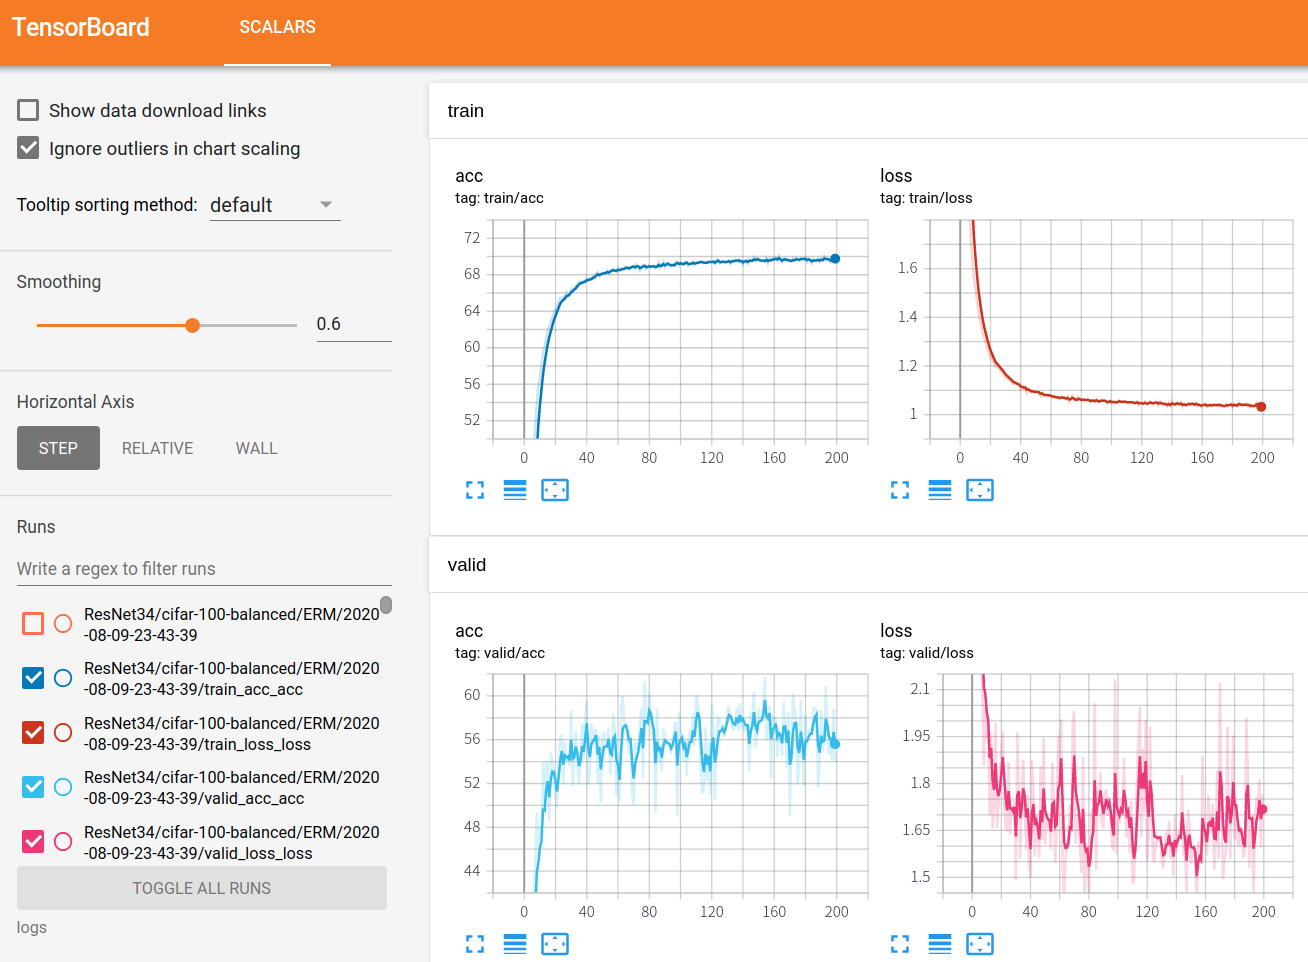 TensorBoard
SCALARS
Show data download links
Ignore outliers in chart scaling
Tooltip sorting method: default
Smoothing
0.6
Horizontal Axis
STEP
RELATIVE
WALL
Runs
Write a regex to filter runs
ResNet34/cifar-100-balanced/ERM/2020
-08-09-23-43-39
ResNet34/cifar-100-balanced/ERM/2020
-08-09-23-43-39/train_acc_acc
ResNet34/cifar-100-balanced/ERM/2020
-08-09-23-43-39/train_loss_loss
ResNet34/cifar-100-balanced/ERM/2020
-08-09-23-43-39/valid_acc_acc
ResNet34/cifar-100-balanced/ERM/2020
-08-09-23-43-39/valid_loss_loss
TOGGLE ALL RUNS
logs
train
acc
tag: train/acc
72
68
64
60
56
52
0 40 80 120 160 200
loss
tag: train/loss
1.6
1.4
1.2
1
0 40 80 120 160 200
valid
acc
tag: valid/acc
60
56
52
48
44
0 40 80 120 160 200
loss
tag: valid/loss
2.1
1.95
1.8
1.65
1.5
0 40 80 120 160 200